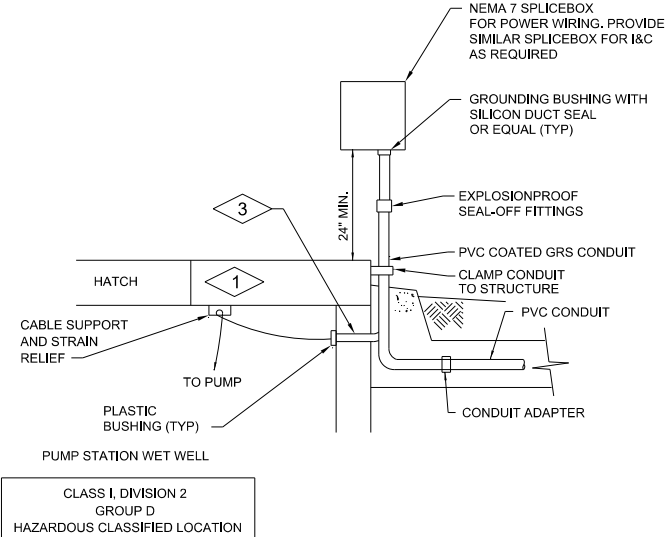 NEMA 7 SPLICEBOX
FOR POWER WIRING. PROVIDE
SIMILAR SPLICEBOX FOR I&C
AS REQUIRED
GROUNDING BUSHING WITH
SILICON DUCT SEAL
OR EQUAL (TYP)
24" MIN.
EXPLOSIONPROOF
SEAL-OFF FITTINGS
3
PVC COATED GRS CONDUIT
HATCH
1
CLAMP CONDUIT
TO STRUCTURE
PVC CONDUIT
CABLE SUPPORT
AND STRAIN
RELIEF
TO PUMP
PLASTIC
BUSHING (TYP)
CONDUIT ADAPTER
PUMP STATION WET WELL
CLASS I, DIVISION 2
GROUP D
HAZARDOUS CLASSIFIED LOCATION